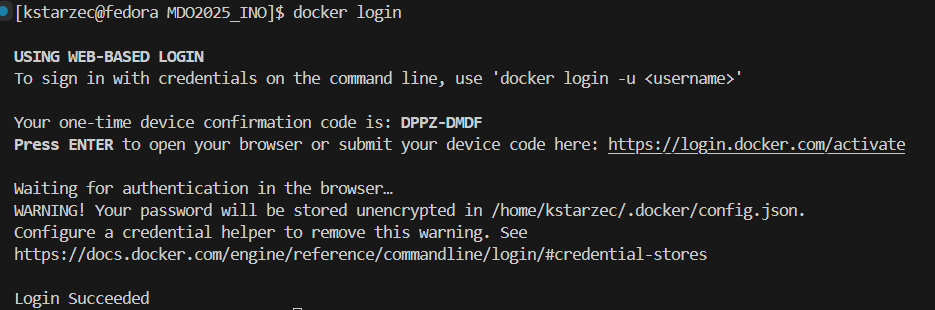 [kstarzec@fedora MDO2025_INO]$ docker login
USING WEB-BASED LOGIN
To sign in with credentials on the command line, use 'docker login -u <username>'
Your one-time device confirmation code is: DPPZ-DMDF
Press ENTER to open your browser or submit your device code here: https://login.docker.com/activate
Waiting for authentication in the browser…
WARNING! Your password will be stored unencrypted in /home/kstarzec/.docker/config.json.
Configure a credential helper to remove this warning. See
https://docs.docker.com/engine/reference/commandline/login/#credential-stores
Login Succeeded